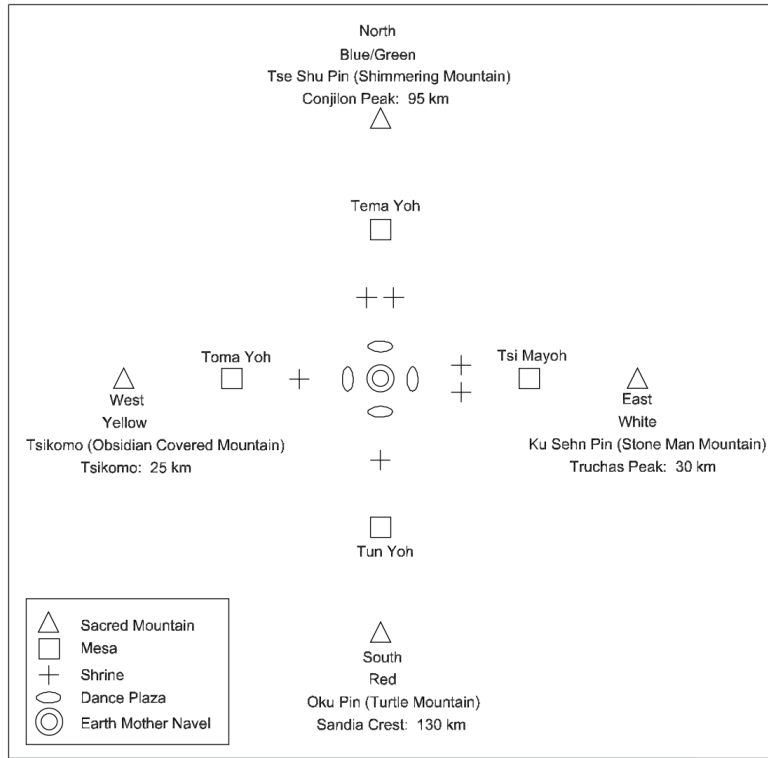 North
Blue/Green
Tse Shu Pin (Shimmering Mountain)
Conjilon Peak: 95 km
Tema Yoh
Toma Yoh
Tsi Mayoh
West
Yellow
Tsikomo (Obsidian Covered Mountain)
Tsikomo: 25 km
East
White
Ku Sehn Pin (Stone Man Mountain)
Truchas Peak: 30 km
Tun Yoh
South
Red
Oku Pin (Turtle Mountain)
Sandia Crest: 130 km
Sacred Mountain
Mesa
Shrine
Dance Plaza
Earth Mother Navel